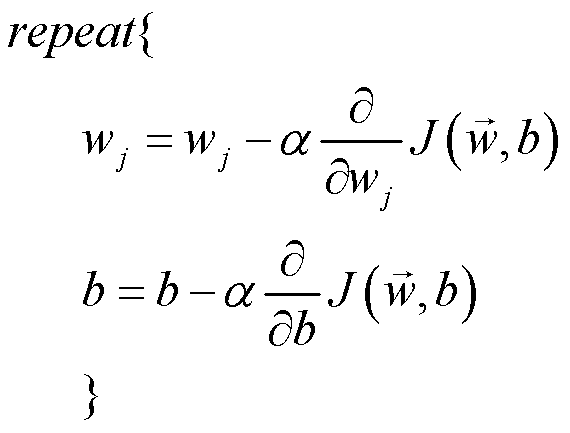 repeat{
w_j = w_j − α ∂/∂w_j J(w⃗, b)
b = b − α ∂/∂b J(w⃗, b)
}